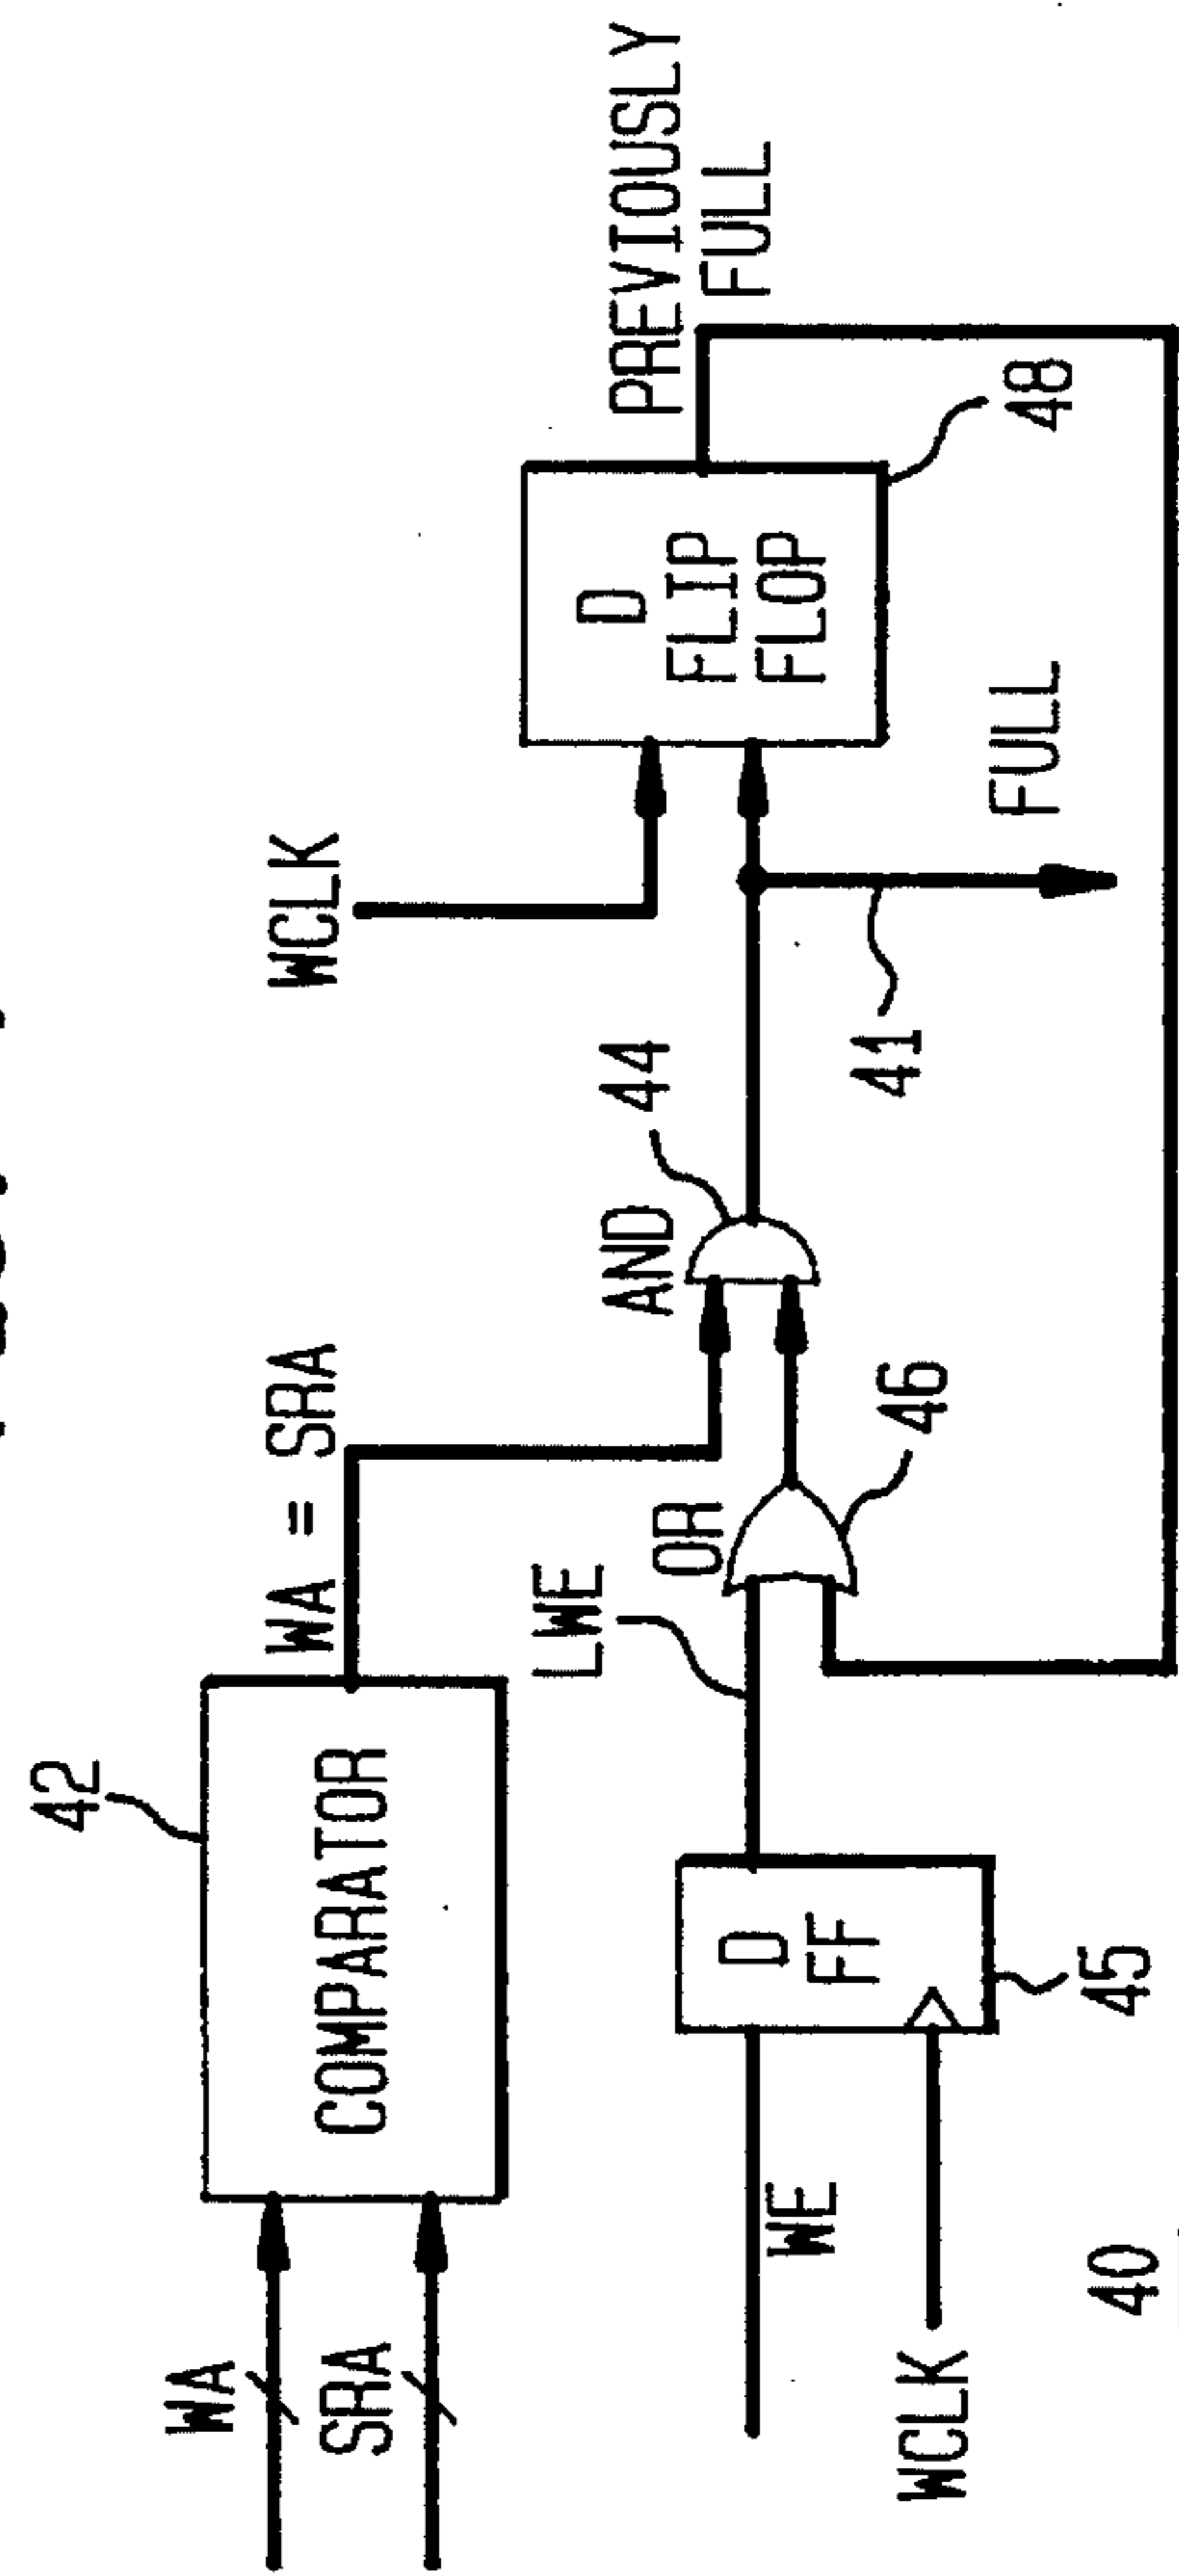 42
WA
SRA
COMPARATOR
WA = SRA
WCLK
LWE
OR
AND
44
PREVIOUSLY
FULL
D
FLIP
FLOP
WE
D
FF
WCLK
45
46
41
FULL
48
40